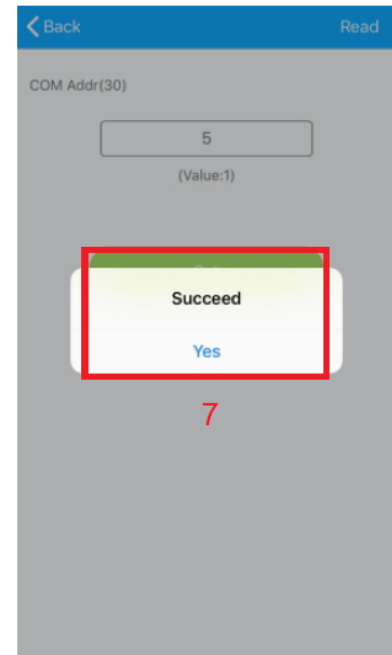 Back Read
COM Addr(30)
5
(Value:1)
Succeed
Yes
7